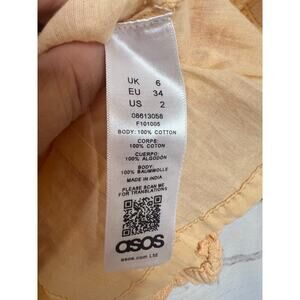 UK 6
EU 34
US 2
08613058
F101005
BODY: 100% COTTON
CORPS:
100% COTON
CUERPO:
100% ALGODÓN
BODY:
100% BAUMWOLLE
MADE IN INDIA
PLEASE SCAN ME
FOR TRANSLATIONS
asos
asos.com Ltd